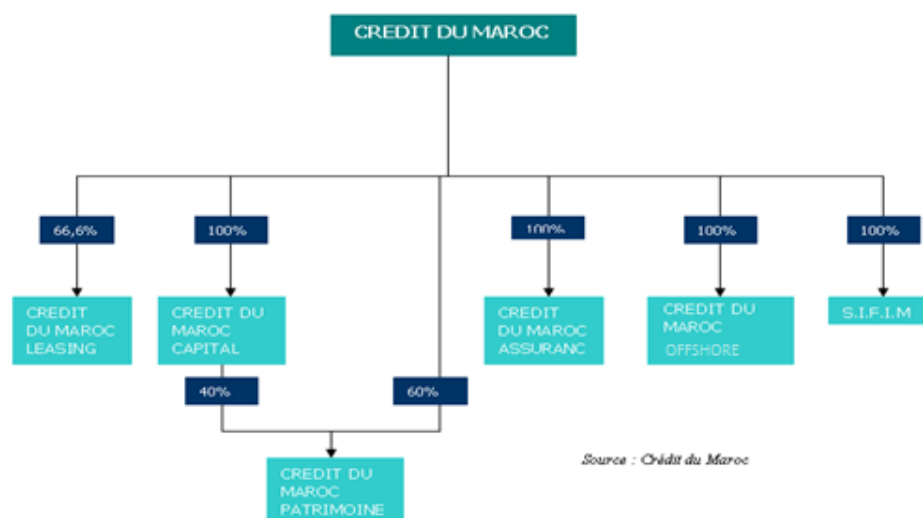 CREDIT DU MAROC
66,6%
100%
100%
100%
100%
CREDIT
DU MAROC
LEASING
CREDIT DU
MAROC
CAPITAL
CREDIT
DU MAROC
ASSURANC
CREDIT DU
MAROC
OFFSHORE
S.I.F.I.M
40%
60%
CREDIT DU
MAROC
PATRIMOINE
Source : Crédit du Maroc